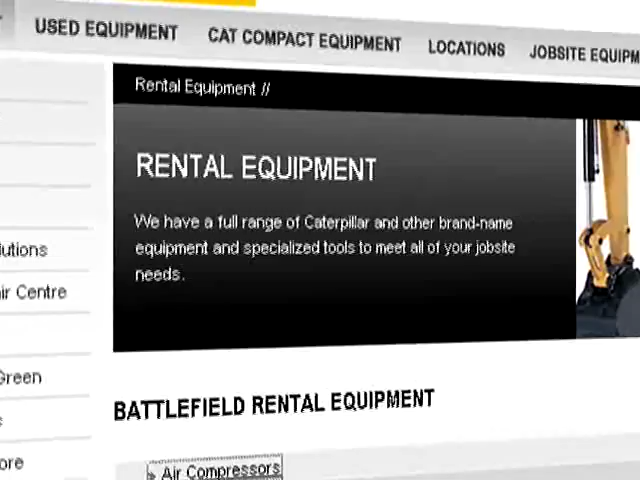 USED EQUIPMENT CAT COMPACT EQUIPMENT LOCATIONS JOBSITE EQUIPM
Rental Equipment //
RENTAL EQUIPMENT
We have a full range of Caterpillar and other brand-name
equipment and specialized tools to meet all of your jobsite
needs.
lutions
ir Centre
Green
ore
BATTLEFIELD RENTAL EQUIPMENT
» Air Compressors